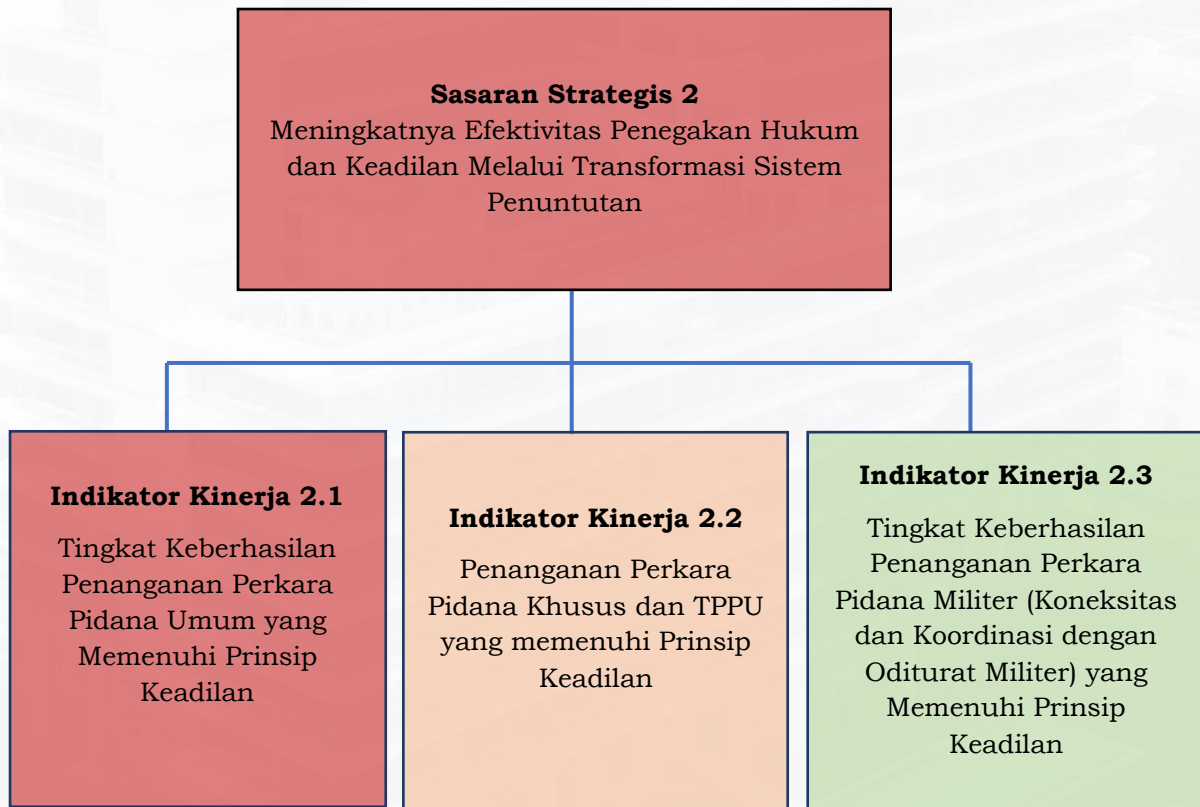 Sasaran Strategis 2
Meningkatnya Efektivitas Penegakan Hukum
dan Keadilan Melalui Transformasi Sistem
Penuntutan
Indikator Kinerja 2.1
Tingkat Keberhasilan
Penanganan Perkara
Pidana Umum yang
Memenuhi Prinsip
Keadilan
Indikator Kinerja 2.2
Penanganan Perkara
Pidana Khusus dan TPPU
yang memenuhi Prinsip
Keadilan
Indikator Kinerja 2.3
Tingkat Keberhasilan
Penanganan Perkara
Pidana Militer (Koneksitas
dan Koordinasi dengan
Oditurat Militer) yang
Memenuhi Prinsip
Keadilan